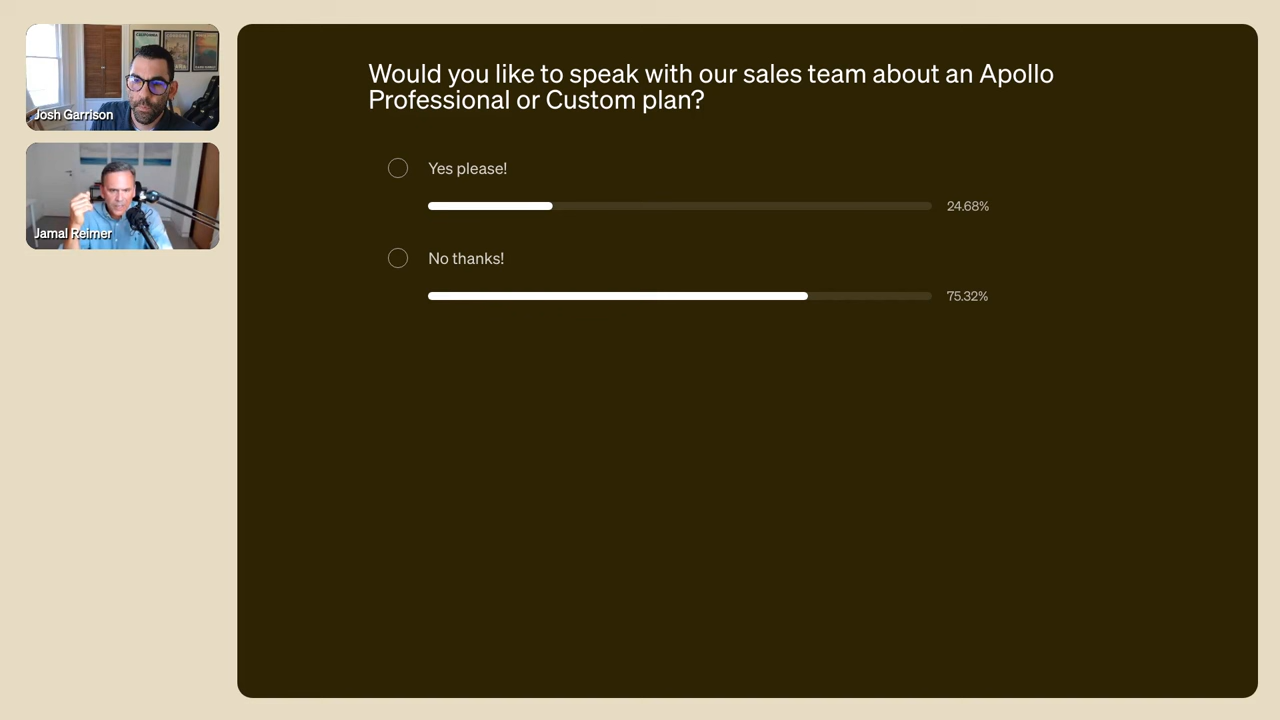 Josh Garrison
Jamal Reimer
Would you like to speak with our sales team about an Apollo
Professional or Custom plan?
Yes please!
24.68%
No thanks!
75.32%